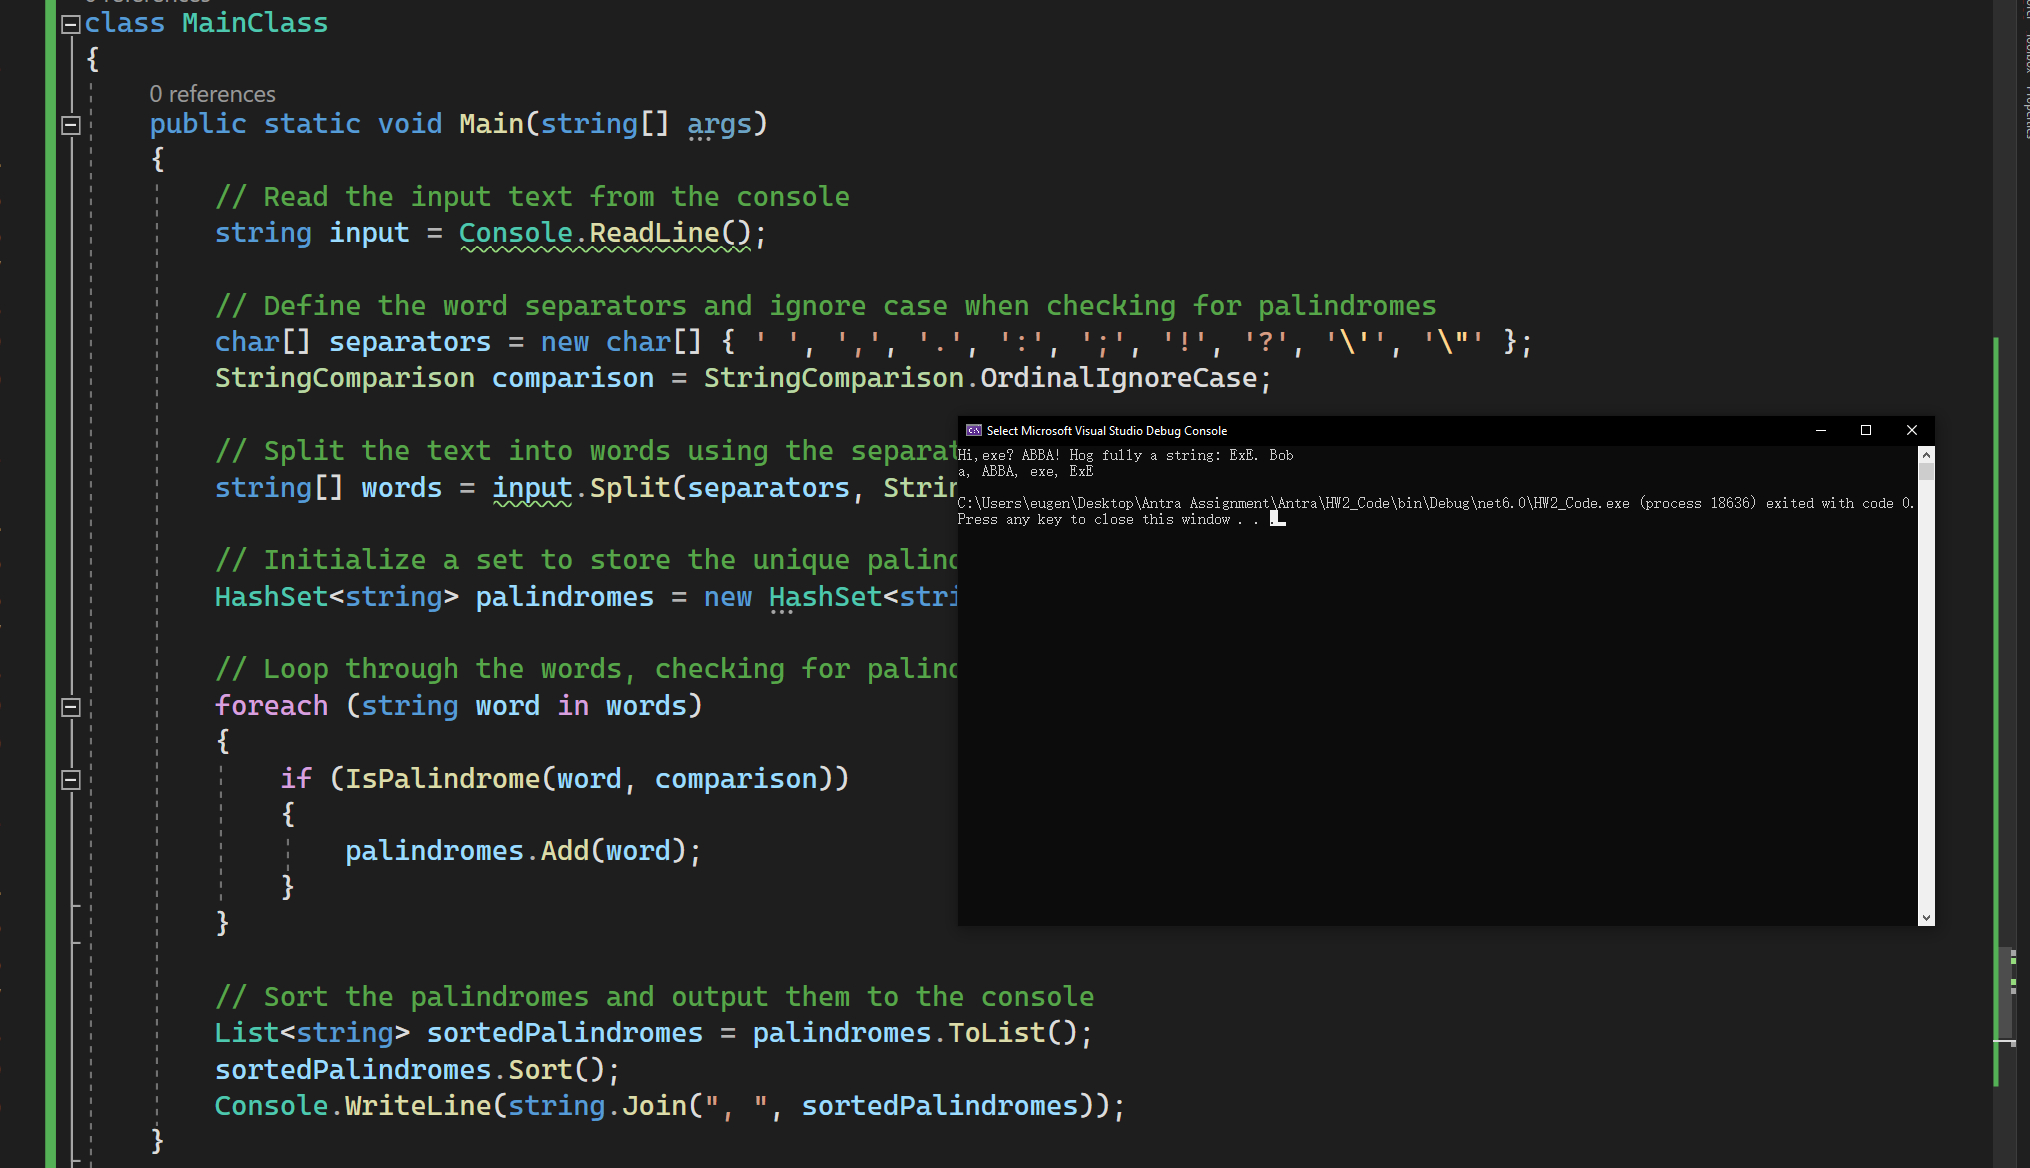 class MainClass
{
0 references
public static void Main(string[] args)
{
// Read the input text from the console
string input = Console.ReadLine();
// Define the word separators and ignore case when checking for palindromes
char[] separators = new char[] { ' ', ',', '.', ':', ';', '!', '?', '\'', '\"' };
StringComparison comparison = StringComparison.OrdinalIgnoreCase;
// Split the text into words using the separat
string[] words = input.Split(separators, Strin
// Initialize a set to store the unique palind
HashSet<string> palindromes = new HashSet<stri
// Loop through the words, checking for palind
foreach (string word in words)
{
if (IsPalindrome(word, comparison))
{
palindromes.Add(word);
}
}
// Sort the palindromes and output them to the console
List<string> sortedPalindromes = palindromes.ToList();
sortedPalindromes.Sort();
Console.WriteLine(string.Join(", ", sortedPalindromes));
}
Select Microsoft Visual Studio Debug Console
Hi,exe? ABBA! Hog fully a string: ExE. Bob
a, ABBA, exe, ExE
C:\Users\eugen\Desktop\Antra Assignment\Antra\HW2_Code\bin\Debug\net6.0\HW2_Code.exe (process 18636) exited with code 0.
Press any key to close this window . . .